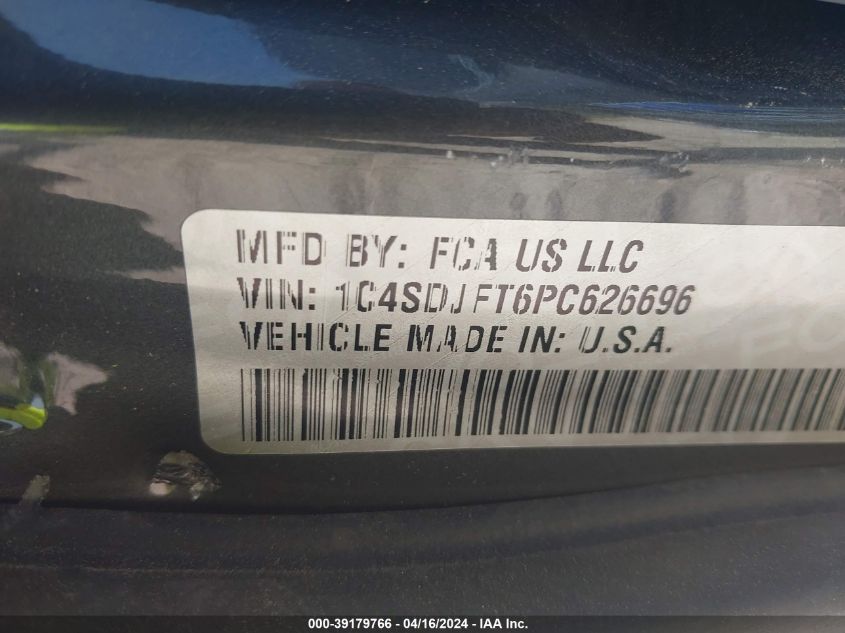 MFD BY: FCA US LLC
VIN: 1C4SDJFT6PC626696
VEHICLE MADE IN: U.S.A.
000-39179766 - 04/16/2024 - IAA Inc.